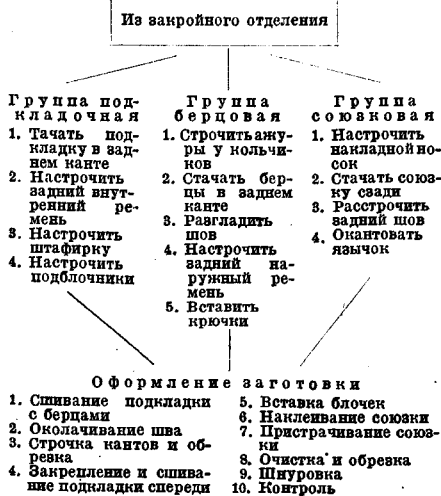 Из закройного отделения
Группа под-
кладочная
1. Тачать под-
кладку в зад-
нем канте
2. Настрочить
задний внут-
ренний ре-
мень
3. Настрочить
штафирку
4. Настрочить
подблочники
Группа
берцовая
1. Строчить ажу-
ры у кольчи-
ков
2. Стачать бер-
цы в заднем
канте
3. Разгладить
шов
4. Настрочить
задний на-
ружный ре-
мень
5. Вставить
крючки
Группа
союзковая
1. Настрочить
накладной но-
сок
2. Стачать союз-
ку сзади
3. Расстрочить
задний шов
4. Окантовать
язычок
Оформление заготовки
1. Сшивание подкладки
с берцами
2. Околачивание шва
3. Строчка кантов и об-
резка
4. Закрепление и сшива-
ние подкладки спереди
5. Вставка блочек
6. Наклеивание союзки
7. Пристрачивание союз-
ки
8. Очистка и обрезка
9. Шнуровка
10. Контроль